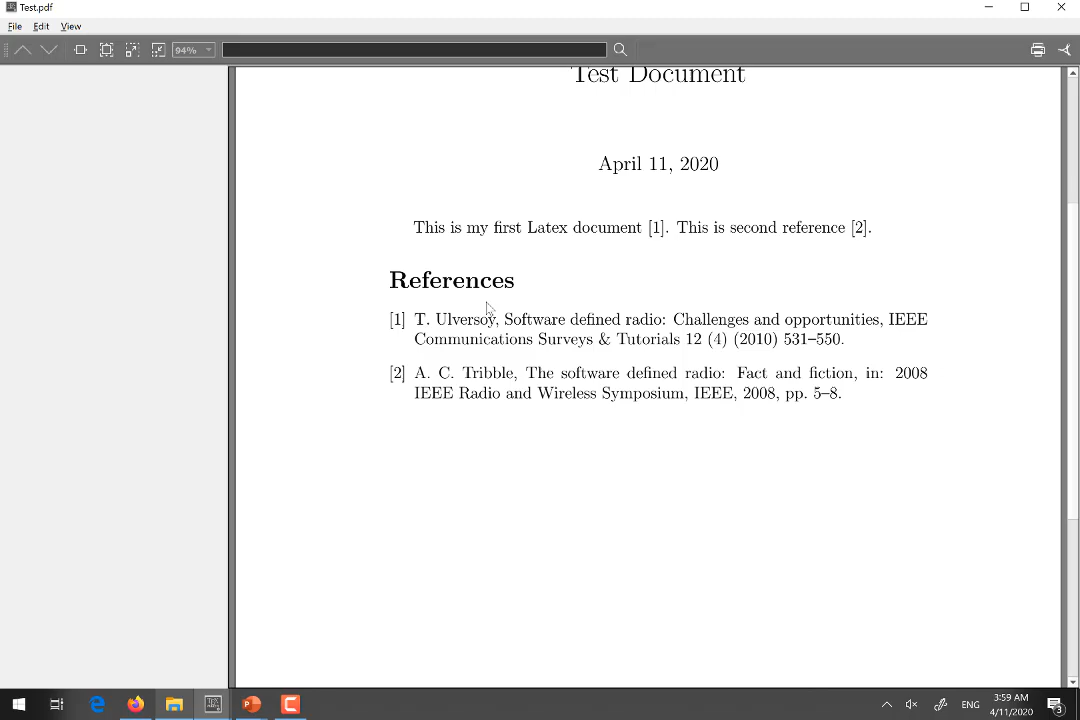 Test.pdf
File Edit View
94%
Test Document
April 11, 2020
This is my first Latex document [1]. This is second reference [2].
References
[1] T. Ulversoy, Software defined radio: Challenges and opportunities, IEEE
Communications Surveys & Tutorials 12 (4) (2010) 531–550.
[2] A. C. Tribble, The software defined radio: Fact and fiction, in: 2008
IEEE Radio and Wireless Symposium, IEEE, 2008, pp. 5–8.
ENG
3:59 AM
4/11/2020
3